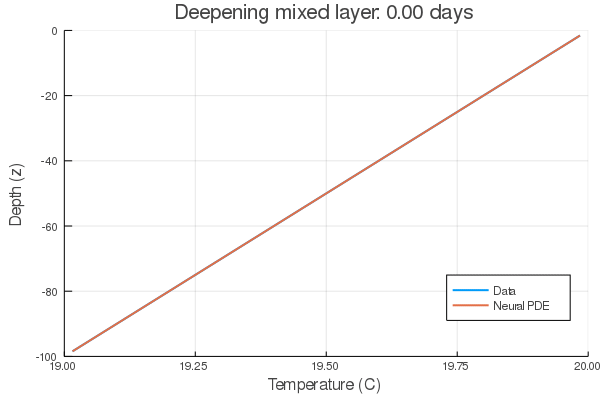 Deepening mixed layer: 0.00 days
0
-20
-40
-60
-80
-100
Depth (z)
Data
Neural PDE
19.00 19.25 19.50 19.75 20.00
Temperature (C)